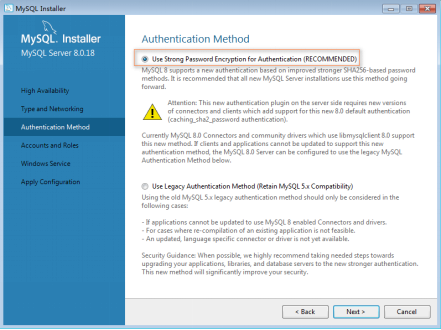 MySQL Installer
MySQL. Installer
MySQL Server 8.0.18
High Availability
Type and Networking
Authentication Method
Accounts and Roles
Windows Service
Apply Configuration
Authentication Method
Use Strong Password Encryption for Authentication (RECOMMENDED)
MySQL 8 supports a new authentication based on improved stronger SHA256-based password
methods. It is recommended that all new MySQL Server installations use this method going
forward.
Attention: This new authentication plugin on the server side requires new versions
of connectors and clients which add support for this new 8.0 default authentication
(caching_sha2_password authentication).
Currently MySQL 8.0 Connectors and community drivers which use libmysqlclient 8.0 support
this new method. If clients and applications cannot be updated to support this new
authentication method, the MySQL 8.0 Server can be configured to use the legacy MySQL
Authentication Method below.
Use Legacy Authentication Method (Retain MySQL 5.x Compatibility)
Using the old MySQL 5.x legacy authentication method should only be considered in the
following cases:
- If applications cannot be updated to use MySQL 8 enabled Connectors and drivers.
- For cases where re-compilation of an existing application is not feasible.
- An updated, language specific connector or driver is not yet available.
Security Guidance: When possible, we highly recommend taking needed steps towards
upgrading your applications, libraries, and database servers to the new stronger authentication.
This new method will significantly improve your security.
< Back
Next >
Cancel